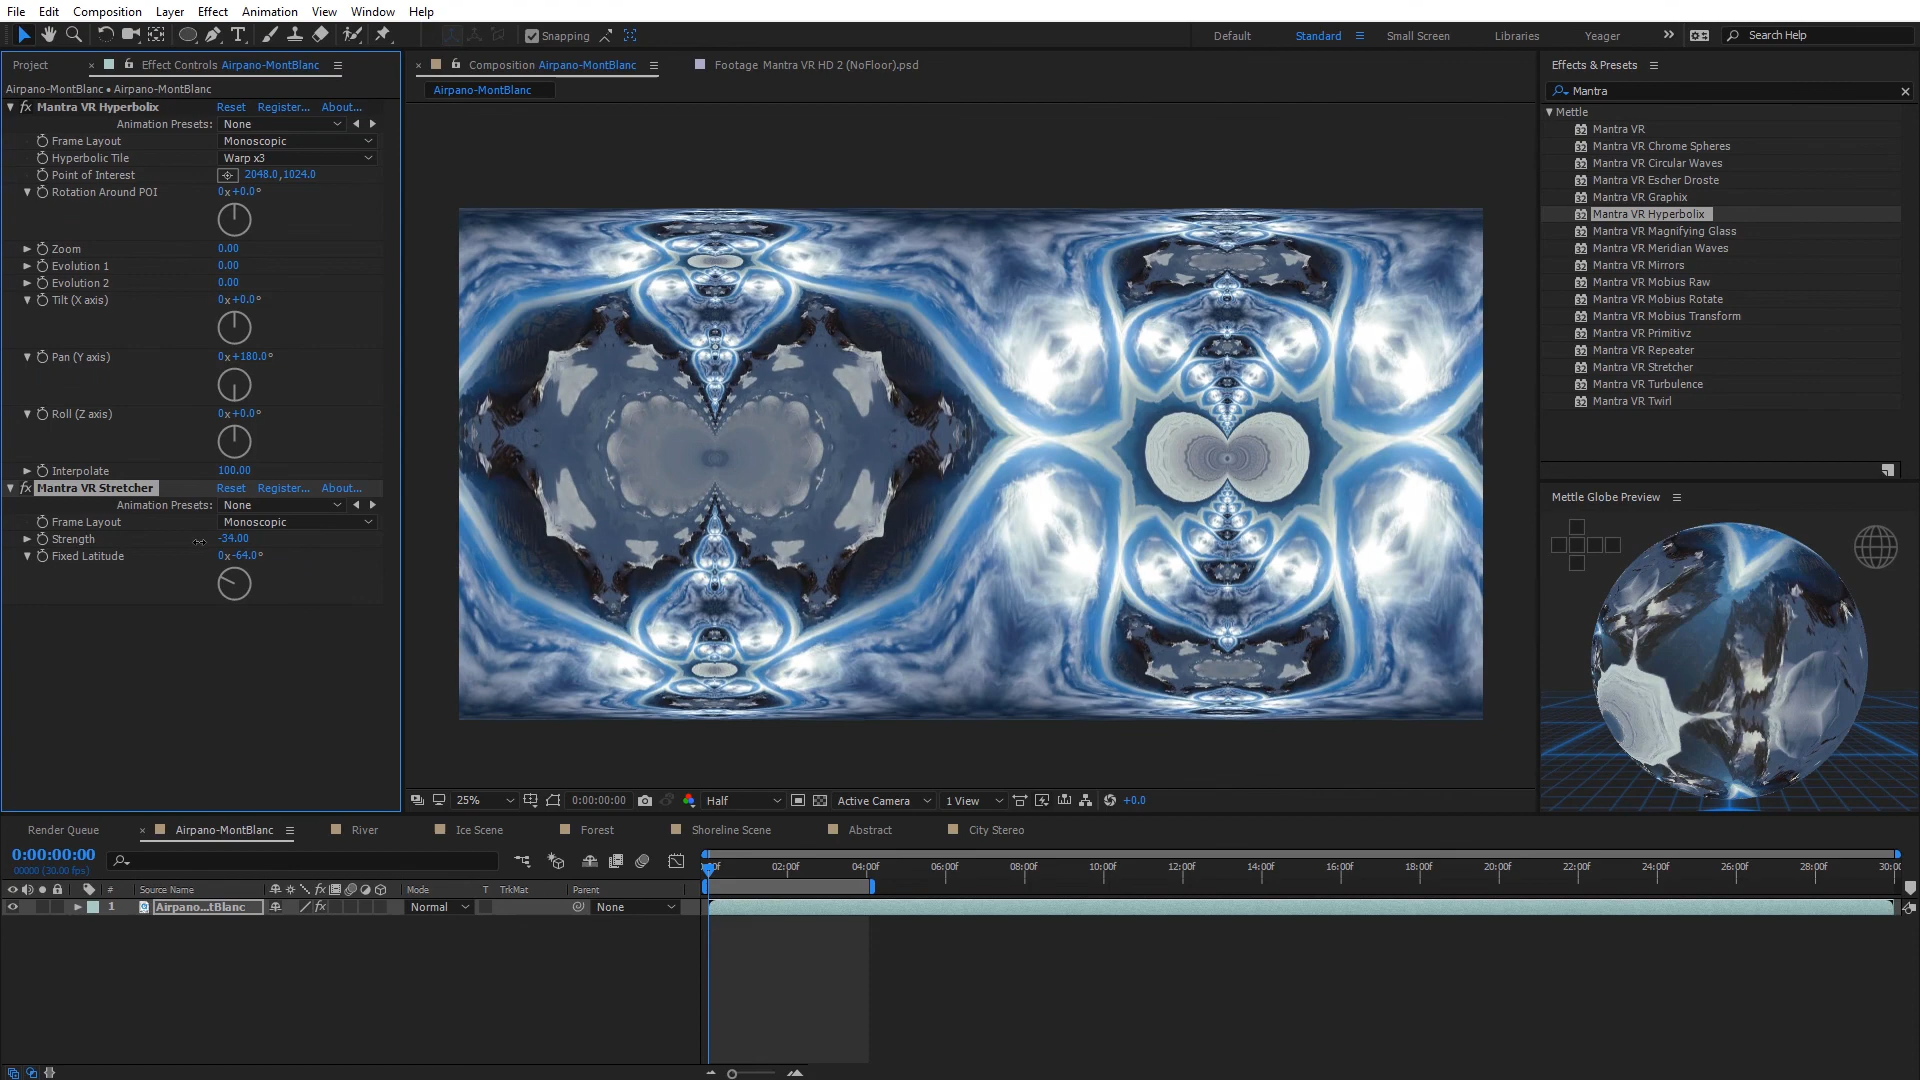 File Edit Composition Layer Effect Animation View Window Help
Snapping Default Standard Small Screen Libraries Yeager Search Help
Project Effect Controls Airpano-MontBlanc
Airpano-MontBlanc • Airpano-MontBlanc
fx Mantra VR Hyperbolix Reset Register... About...
Animation Presets: None
Frame Layout Monoscopic
Hyperbolic Tile Warp x3
Point of Interest 2048.0,1024.0
Rotation Around POI 0x+0.0°
Zoom 0.00
Evolution 1 0.00
Evolution 2 0.00
Tilt (X axis) 0x+0.0°
Pan (Y axis) 0x+180.0°
Roll (Z axis) 0x+0.0°
Interpolate 100.00
fx Mantra VR Stretcher Reset Register... About...
Animation Presets: None
Frame Layout Monoscopic
Strength -34.00
Fixed Latitude 0x-64.0°
Composition Airpano-MontBlanc Footage Mantra VR HD 2 (NoFloor).psd
Airpano-MontBlanc
25% 0:00:00:00 Half Active Camera 1 View +0.0
Effects & Presets
Mantra
Mettle
Mantra VR
Mantra VR Chrome Spheres
Mantra VR Circular Waves
Mantra VR Escher Droste
Mantra VR Graphix
Mantra VR Hyperbolix
Mantra VR Magnifying Glass
Mantra VR Meridian Waves
Mantra VR Mirrors
Mantra VR Mobius Raw
Mantra VR Mobius Rotate
Mantra VR Mobius Transform
Mantra VR Primitivz
Mantra VR Repeater
Mantra VR Stretcher
Mantra VR Turbulence
Mantra VR Twirl
Mettle Globe Preview
Render Queue Airpano-MontBlanc River Ice Scene Forest Shoreline Scene Abstract City Stereo
0:00:00:00
00000 (30.00 fps)
02:00f 04:00f 06:00f 08:00f 10:00f 12:00f 14:00f 16:00f 18:00f 20:00f 22:00f 24:00f 26:00f 28:00f
# Source Name fx Mode T TrkMat Parent
1 Airpano...tBlanc fx Normal None